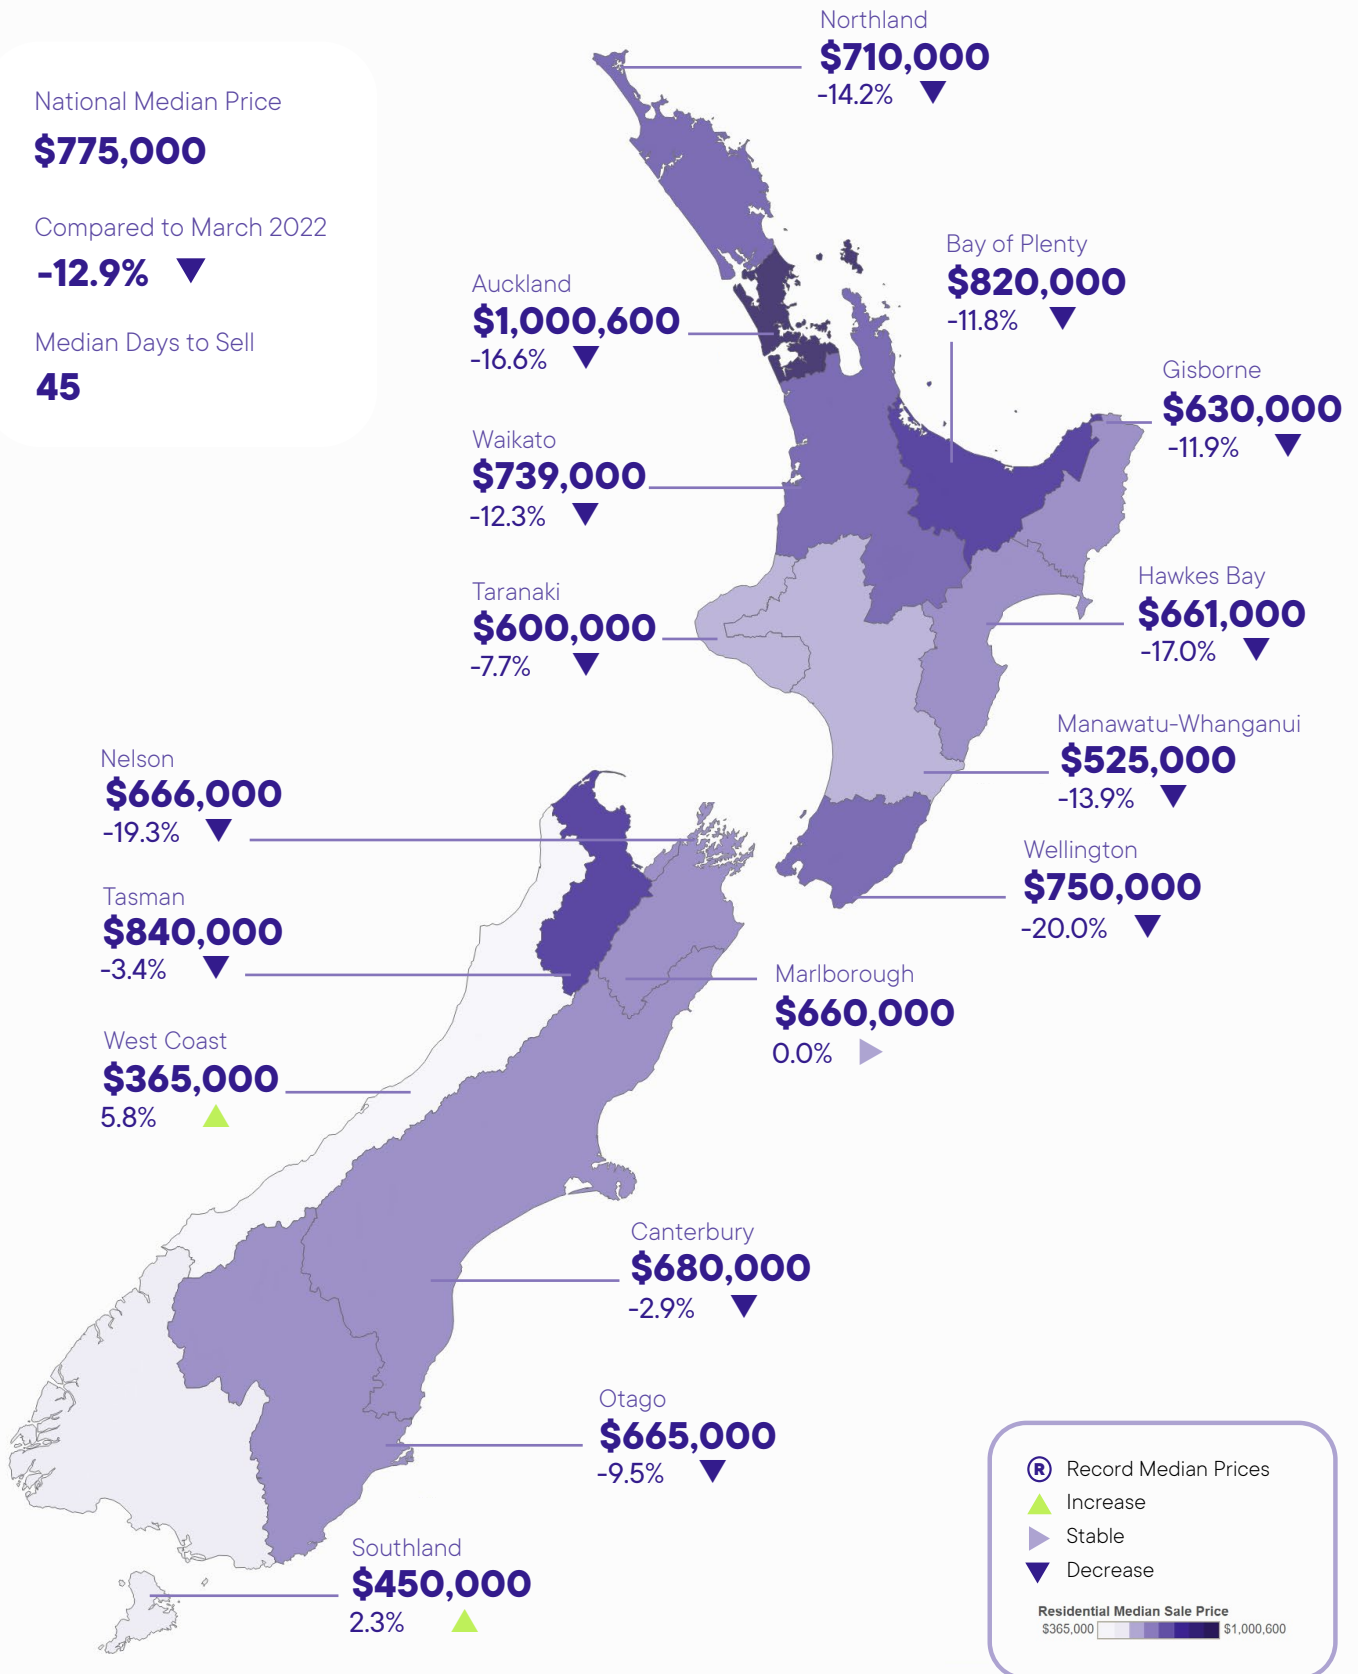 National Median Price
$775,000
Compared to March 2022
-12.9%
Median Days to Sell
45
Northland
$710,000
-14.2%
Bay of Plenty
$820,000
-11.8%
Auckland
$1,000,600
-16.6%
Gisborne
$630,000
-11.9%
Waikato
$739,000
-12.3%
Hawkes Bay
$661,000
-17.0%
Taranaki
$600,000
-7.7%
Manawatu-Whanganui
$525,000
-13.9%
Nelson
$666,000
-19.3%
Wellington
$750,000
-20.0%
Tasman
$840,000
-3.4%
Marlborough
$660,000
0.0%
West Coast
$365,000
5.8%
Canterbury
$680,000
-2.9%
Otago
$665,000
-9.5%
Southland
$450,000
2.3%
R Record Median Prices
Increase
Stable
Decrease
Residential Median Sale Price
$365,000 $1,000,600